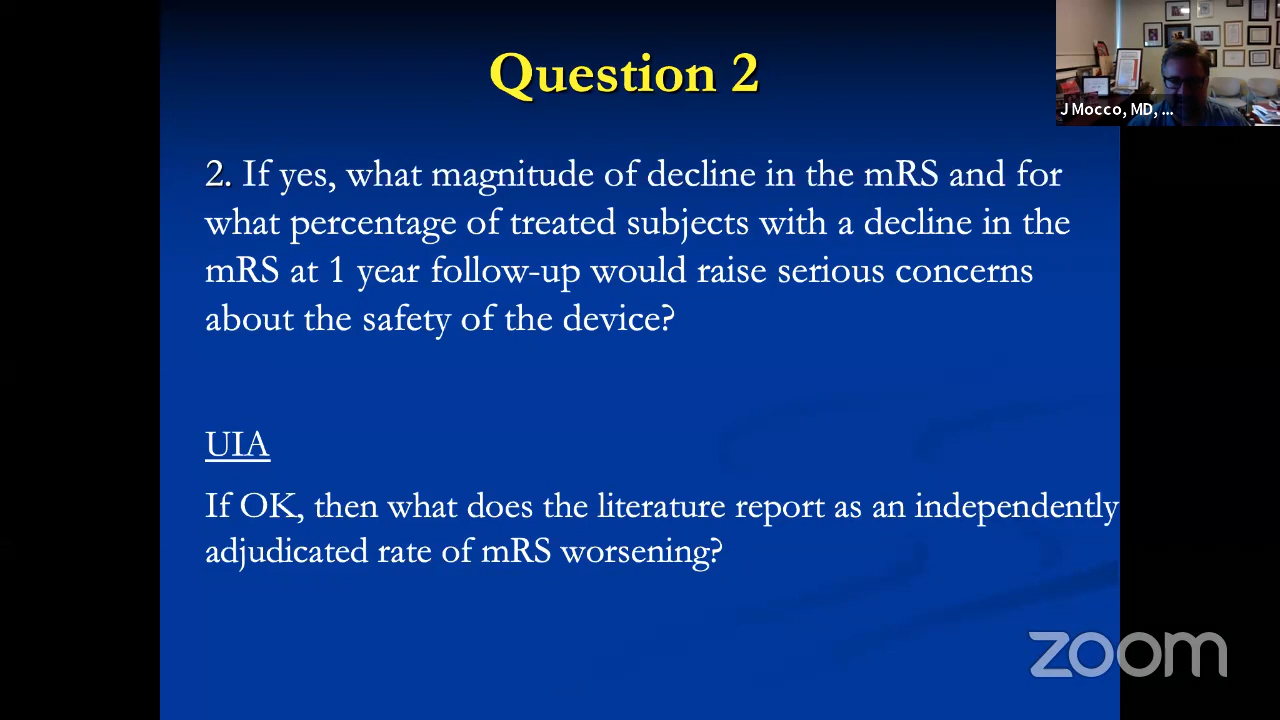 Question 2
J Mocco, MD, ...
2. If yes, what magnitude of decline in the mRS and for
what percentage of treated subjects with a decline in the
mRS at 1 year follow-up would raise serious concerns
about the safety of the device?
UIA
If OK, then what does the literature report as an independently
adjudicated rate of mRS worsening?
zoom